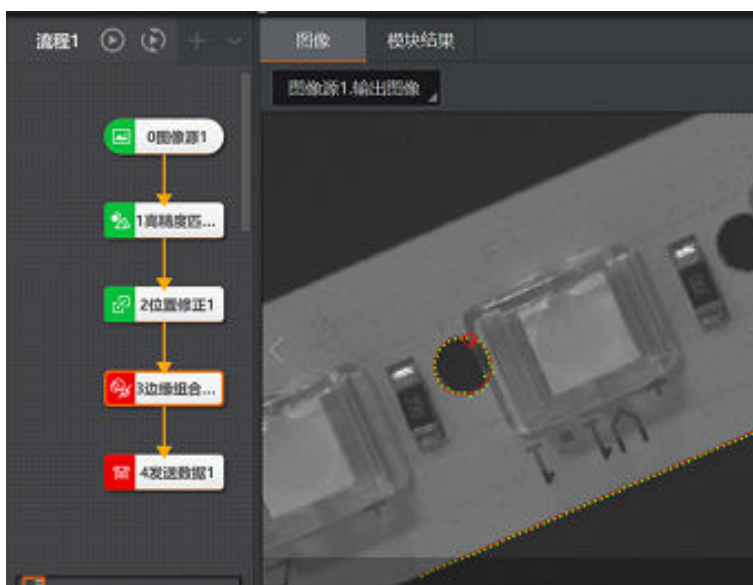 流程1
图像
模块结果
图像源1.输出图像
0图像源1
1高精度匹...
2位置修正1
3边缘组合...
4发送数据1